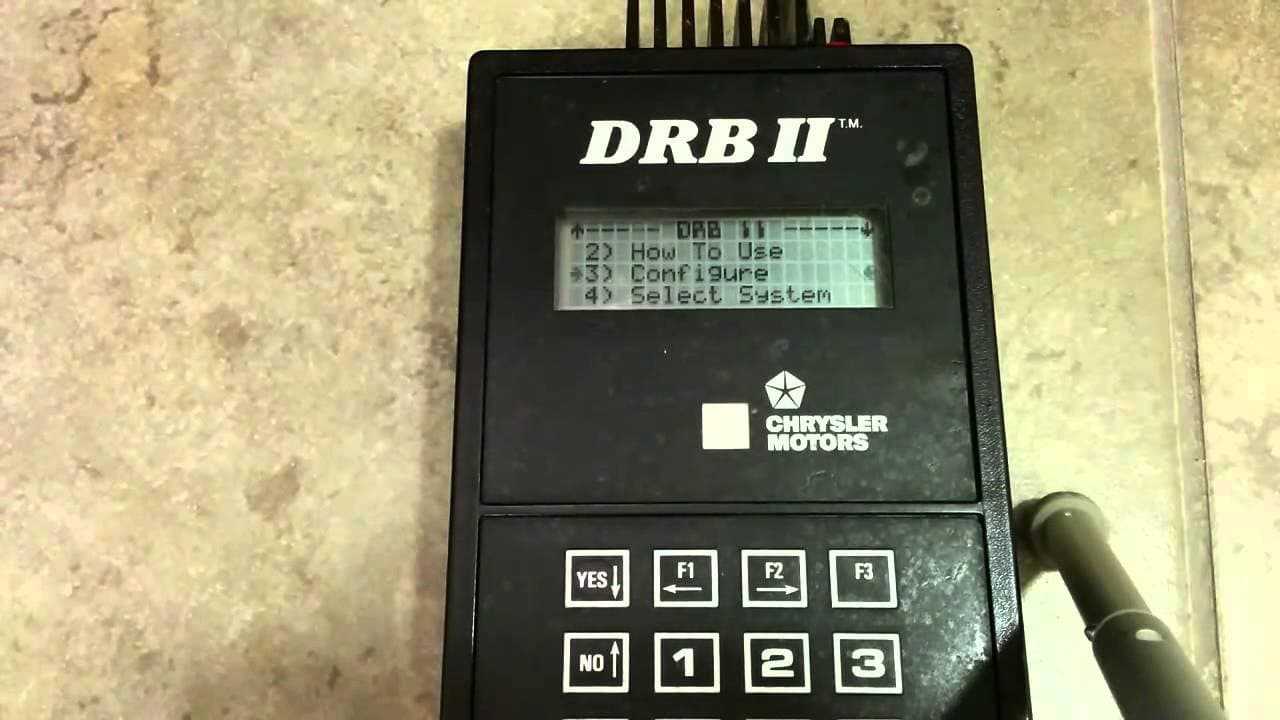 DRB II T.M.
↑----- DRB II -----↓
2) How To Use
→3) Configure ←
4) Select System
CHRYSLER
MOTORS
YES↓ F1← F2→ F3
NO↑ 1 2 3